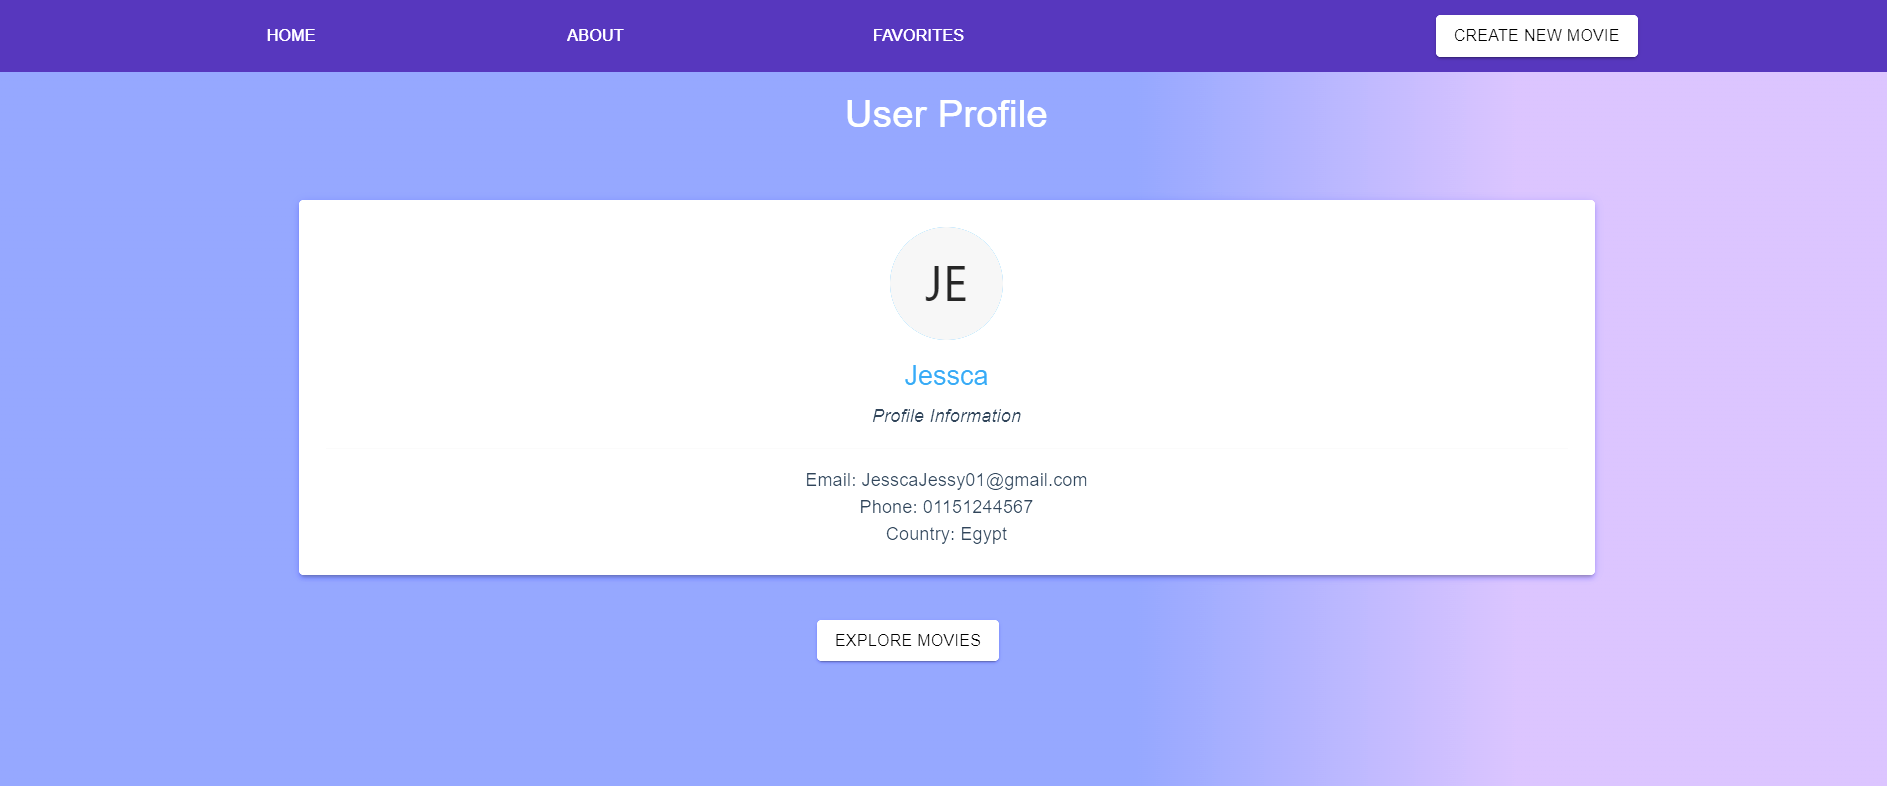 HOME ABOUT FAVORITES CREATE NEW MOVIE
User Profile
JE
Jessca
Profile Information
Email: JesscaJessy01@gmail.com
Phone: 01151244567
Country: Egypt
EXPLORE MOVIES